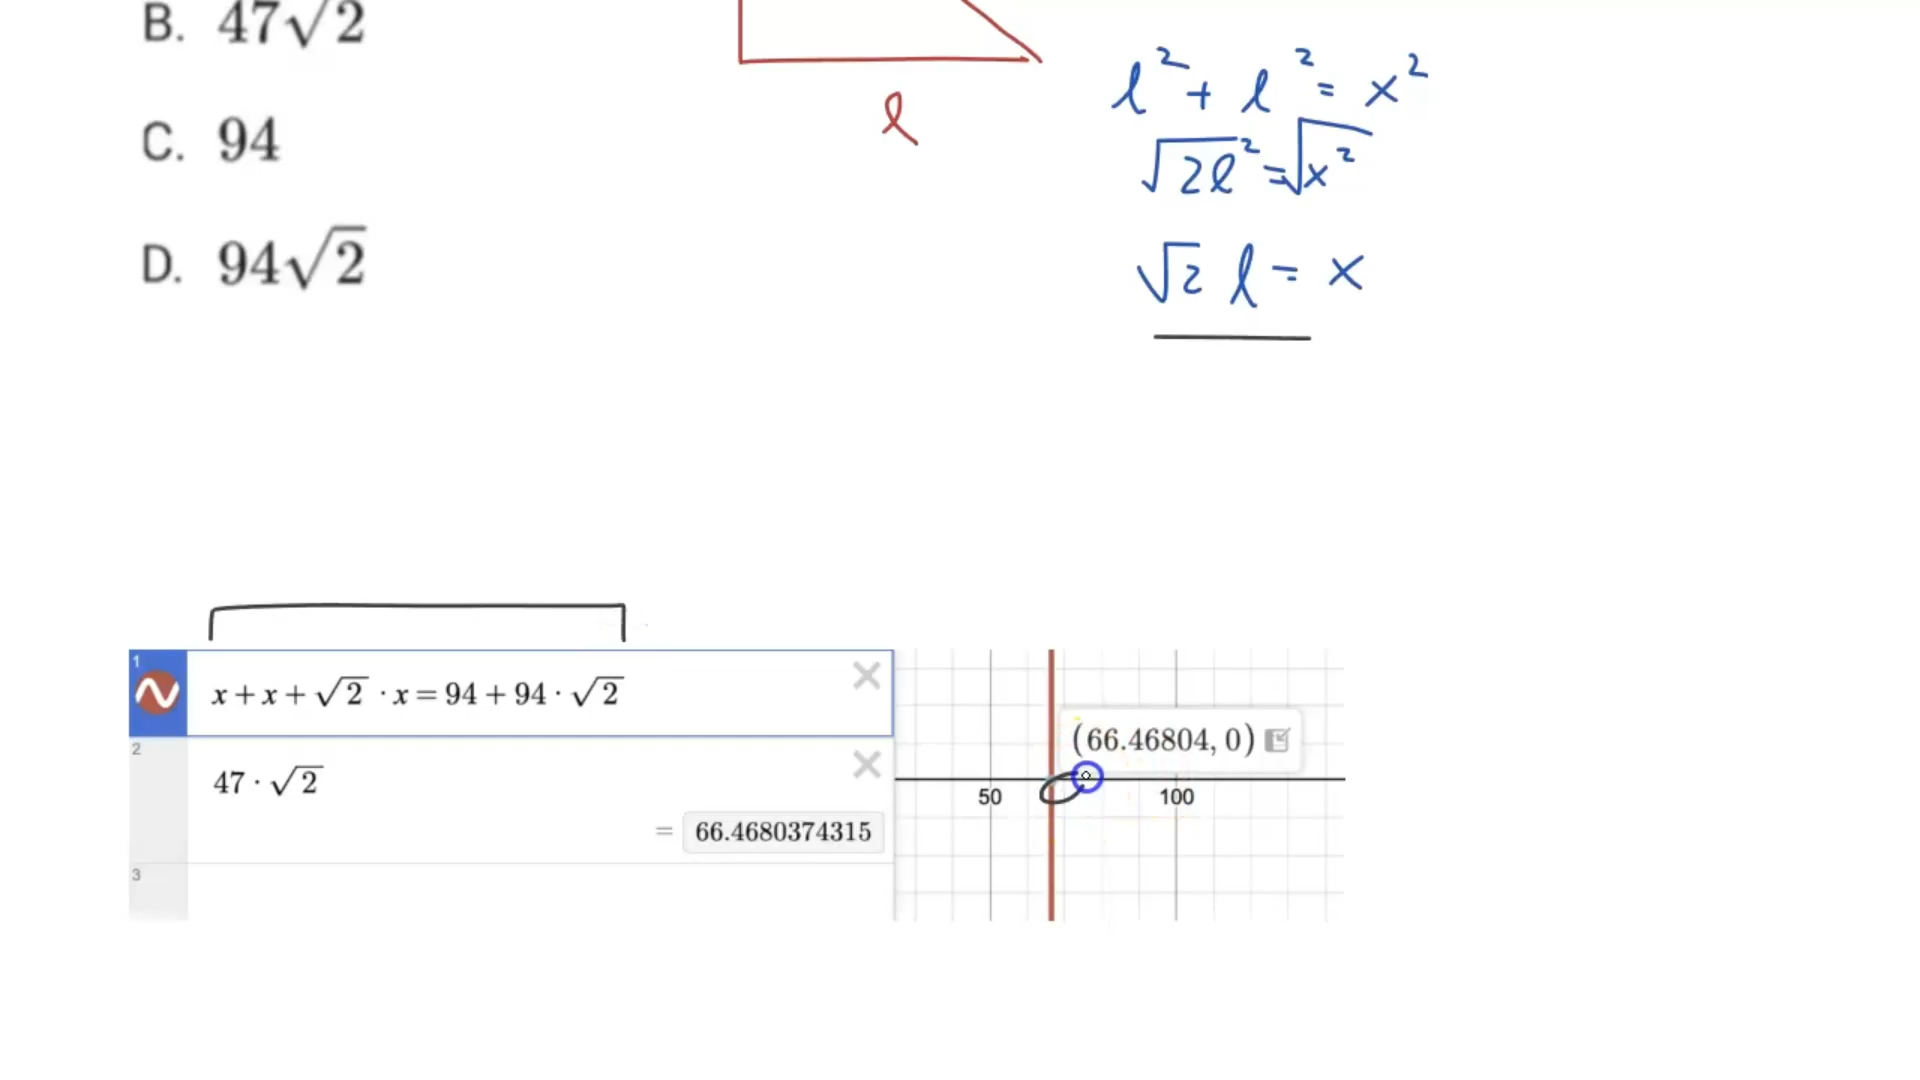 B. 47√2
C. 94
D. 94√2
l
l² + l² = x²
√2l² = √x²
√2 l = x
1
x + x + √2 · x = 94 + 94 · √2
2
47 · √2
= 66.4680374315
3
(66.46804, 0)
50
100